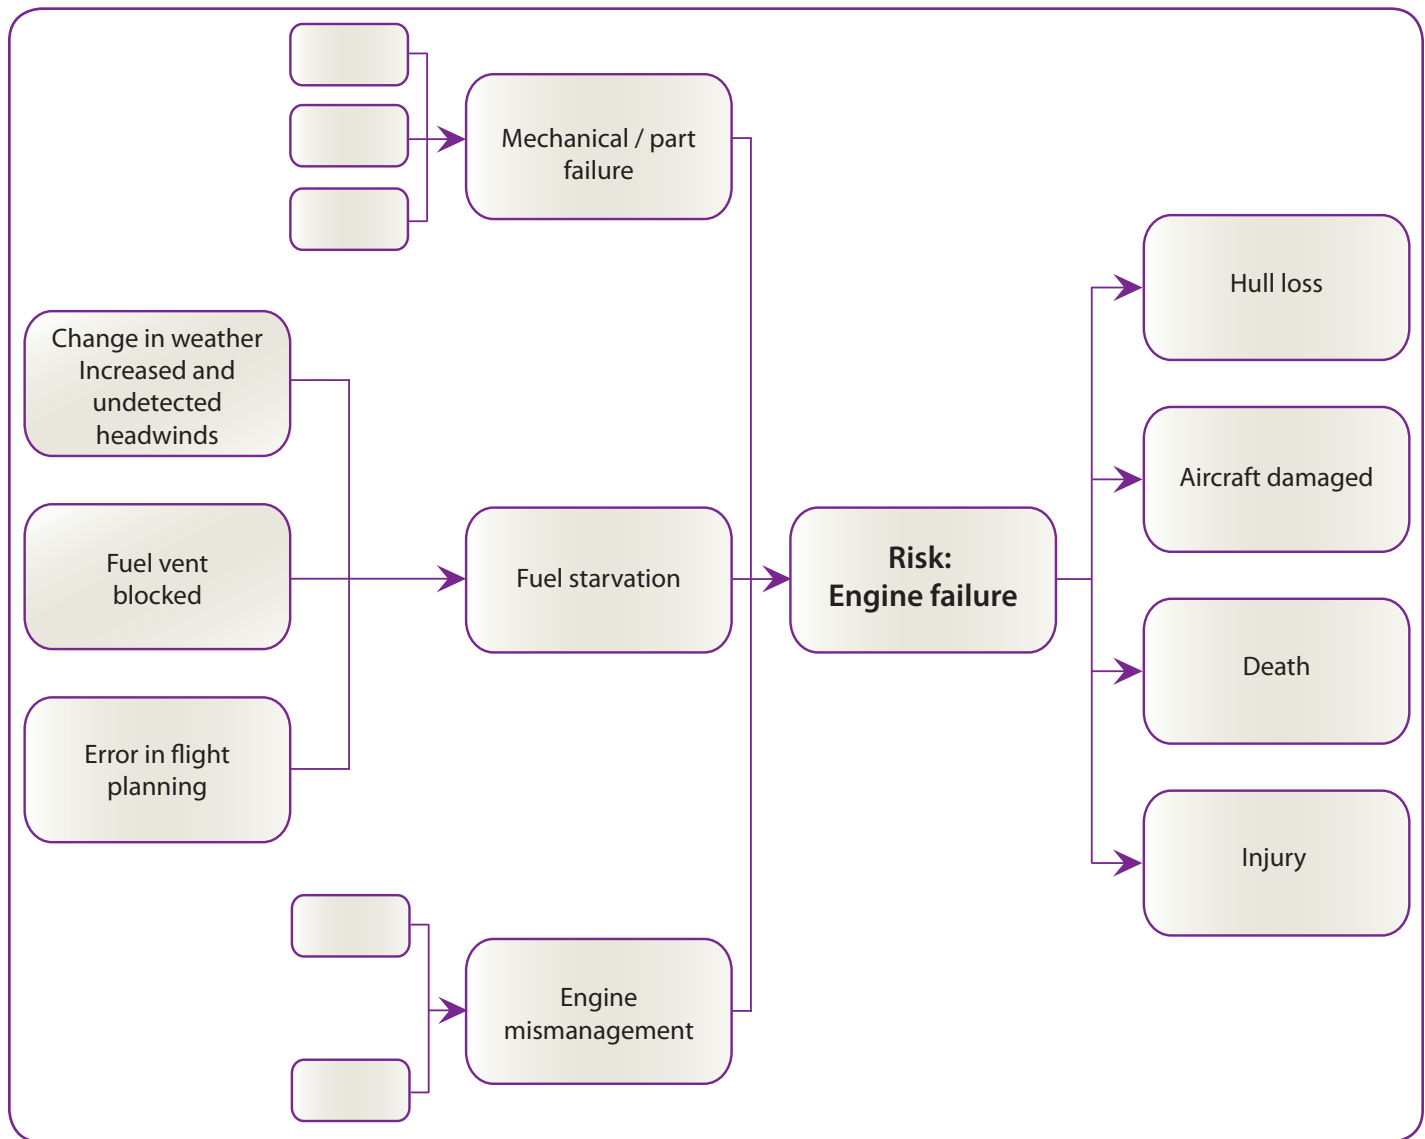 Mechanical / part
failure
Change in weather
Increased and
undetected
headwinds
Fuel vent
blocked
Error in flight
planning
Fuel starvation
Engine
mismanagement
Risk:
Engine failure
Hull loss
Aircraft damaged
Death
Injury